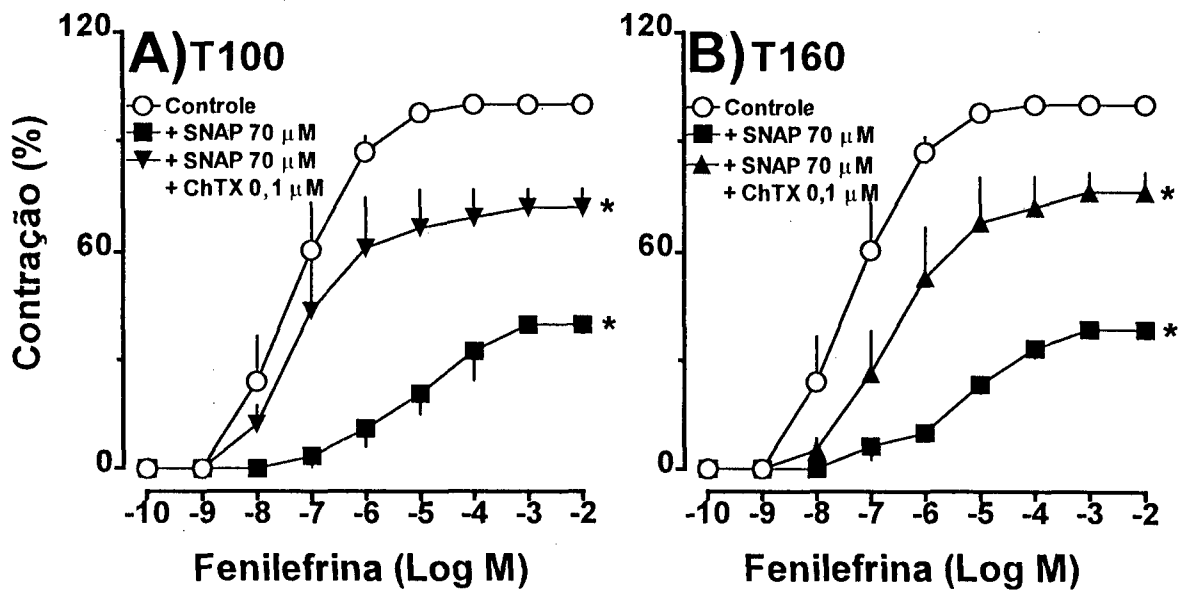 A) T100
Controle
+ SNAP 70 μM
+ SNAP 70 μM
+ ChTX 0,1 μM
120
60
0
Contração (%)
*
*
-10 -9 -8 -7 -6 -5 -4 -3 -2
Fenilefrina (Log M)
B) T160
Controle
+ SNAP 70 μM
+ SNAP 70 μM
+ ChTX 0,1 μM
120
60
0
*
*
-10 -9 -8 -7 -6 -5 -4 -3 -2
Fenilefrina (Log M)